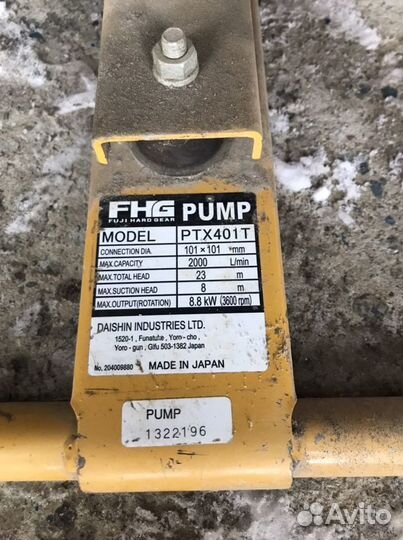 FHG PUMP
FUJI HARD GEAR
MODEL PTX401T
CONNECTION DIA. 101 × 101 mm
MAX.CAPACITY 2000 L/min
MAX.TOTAL HEAD 23 m
MAX.SUCTION HEAD 8 m
MAX.OUTPUT(ROTATION) 8.8 kW (3600 rpm)
DAISHIN INDUSTRIES LTD.
1520-1, Funatuke, Yoro-cho,
Yoro-gun, Gifu 503-1382 Japan
No. 204009880 MADE IN JAPAN
PUMP
1322196
Avito